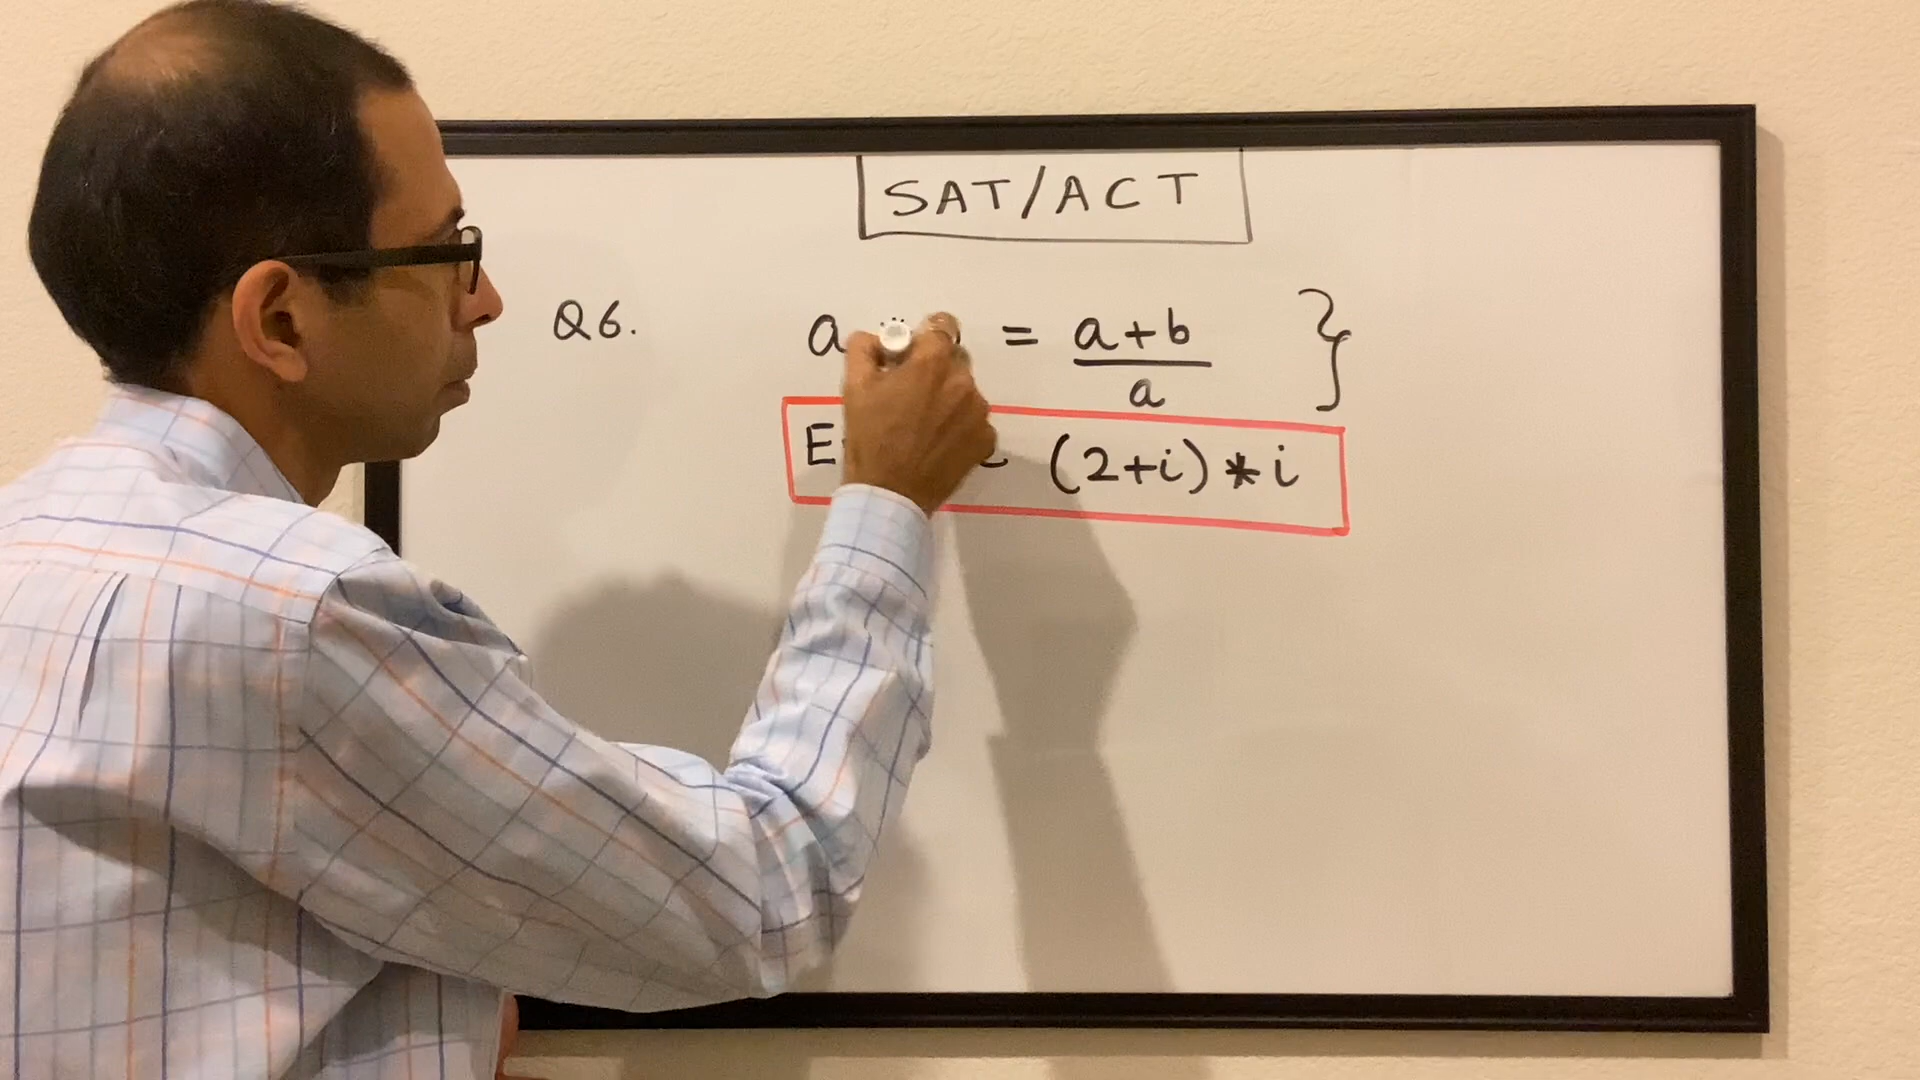 SAT/ACT
Q6. a = a+b }
a
(2+i) * i